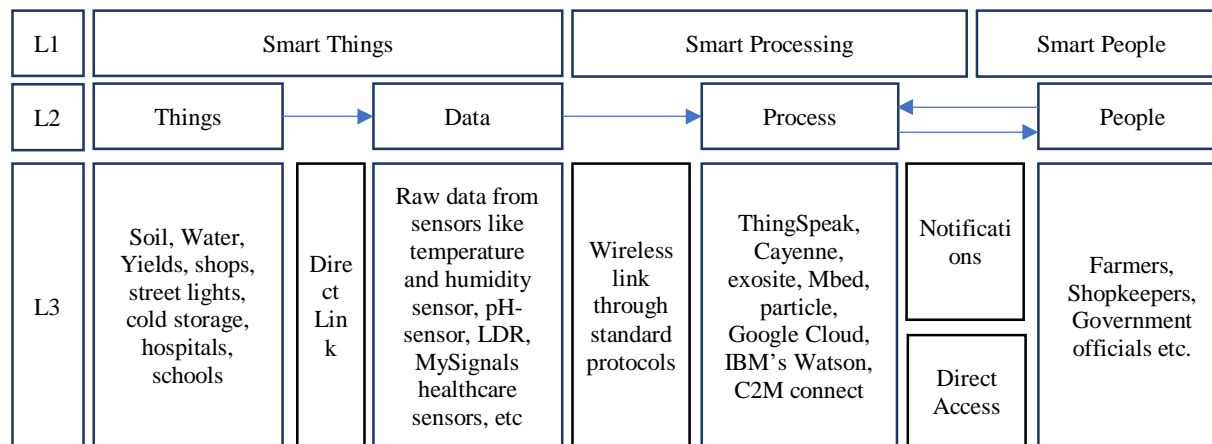 L1
Smart Things
Smart Processing
Smart People
L2
Things
Data
Process
People
L3
Soil, Water,
Yields, shops,
street lights,
cold storage,
hospitals,
schools
Dire
ct
Lin
k
Raw data from
sensors like
temperature
and humidity
sensor, pH-
sensor, LDR,
MySignals
healthcare
sensors, etc
Wireless
link
through
standard
protocols
ThingSpeak,
Cayenne,
exosite, Mbed,
particle,
Google Cloud,
IBM’s Watson,
C2M connect
Notificati
ons
Direct
Access
Farmers,
Shopkeepers,
Government
officials etc.